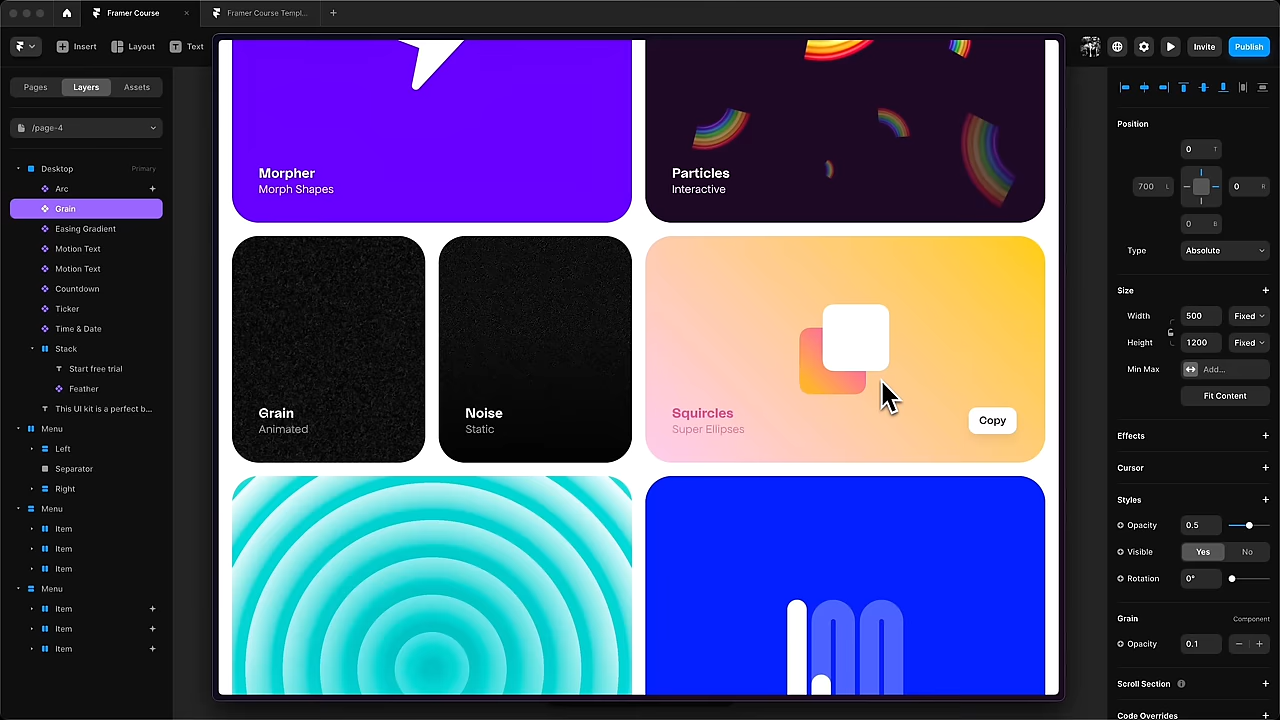 Framer Course
Framer Course Templ...
Insert
Layout
Text
Invite
Publish
Pages
Layers
Assets
/page-4
Desktop
Primary
Arc
Grain
Easing Gradient
Motion Text
Motion Text
Countdown
Ticker
Time & Date
Stack
Start free trial
Feather
This UI kit is a perfect b...
Menu
Left
Separator
Right
Menu
Item
Item
Item
Menu
Item
Item
Item
Morpher
Morph Shapes
Particles
Interactive
Grain
Animated
Noise
Static
Squircles
Super Ellipses
Copy
Position
0 T
700 L
0 R
0 B
Type Absolute
Size
Width 500 Fixed
Height 1200 Fixed
Min Max Add...
Fit Content
Effects
Cursor
Styles
Opacity 0.5
Visible Yes No
Rotation 0°
Grain Component
Opacity 0.1
Scroll Section
Code Overrides